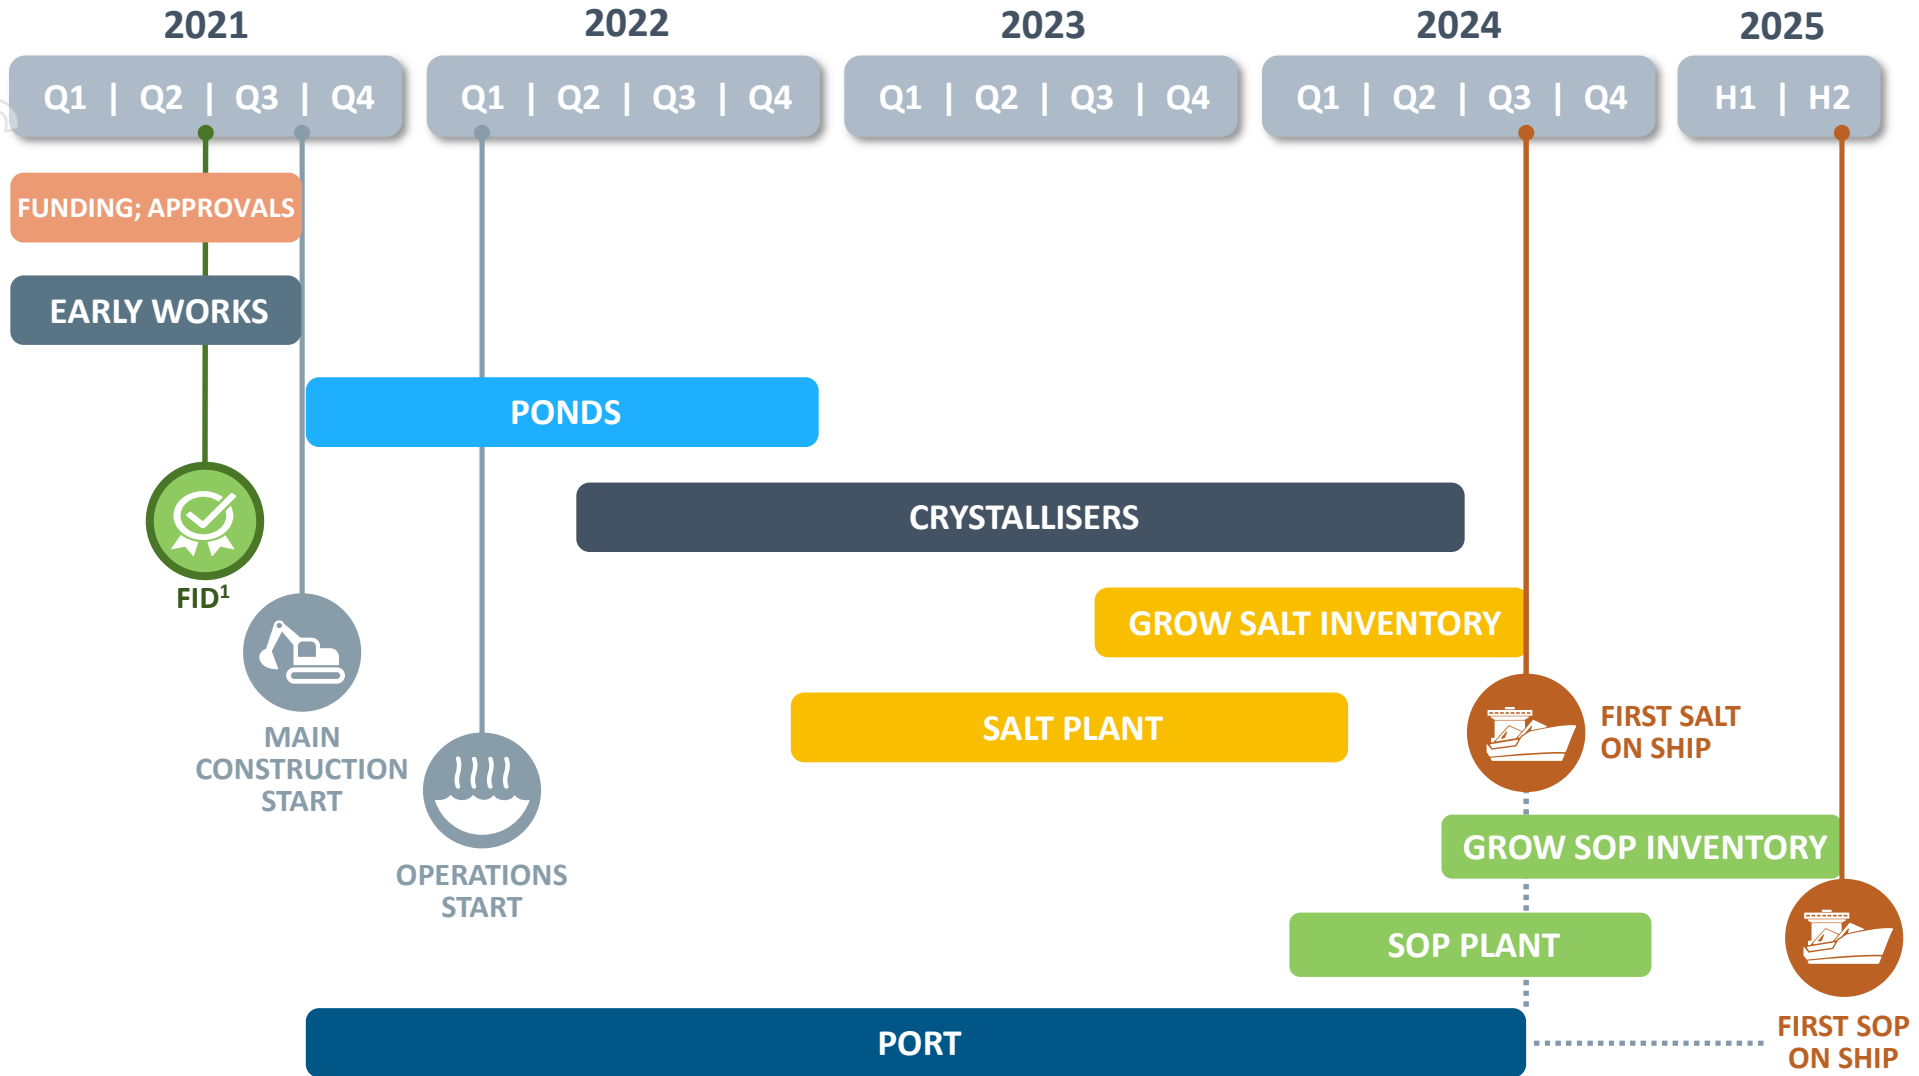 2021
2022
2023
2024
2025
Q1 | Q2 | Q3 | Q4
Q1 | Q2 | Q3 | Q4
Q1 | Q2 | Q3 | Q4
Q1 | Q2 | Q3 | Q4
H1 | H2
FUNDING; APPROVALS
EARLY WORKS
PONDS
CRYSTALLISERS
FID¹
GROW SALT INVENTORY
SALT PLANT
MAIN
CONSTRUCTION
START
FIRST SALT
ON SHIP
OPERATIONS
START
GROW SOP INVENTORY
SOP PLANT
PORT
FIRST SOP
ON SHIP